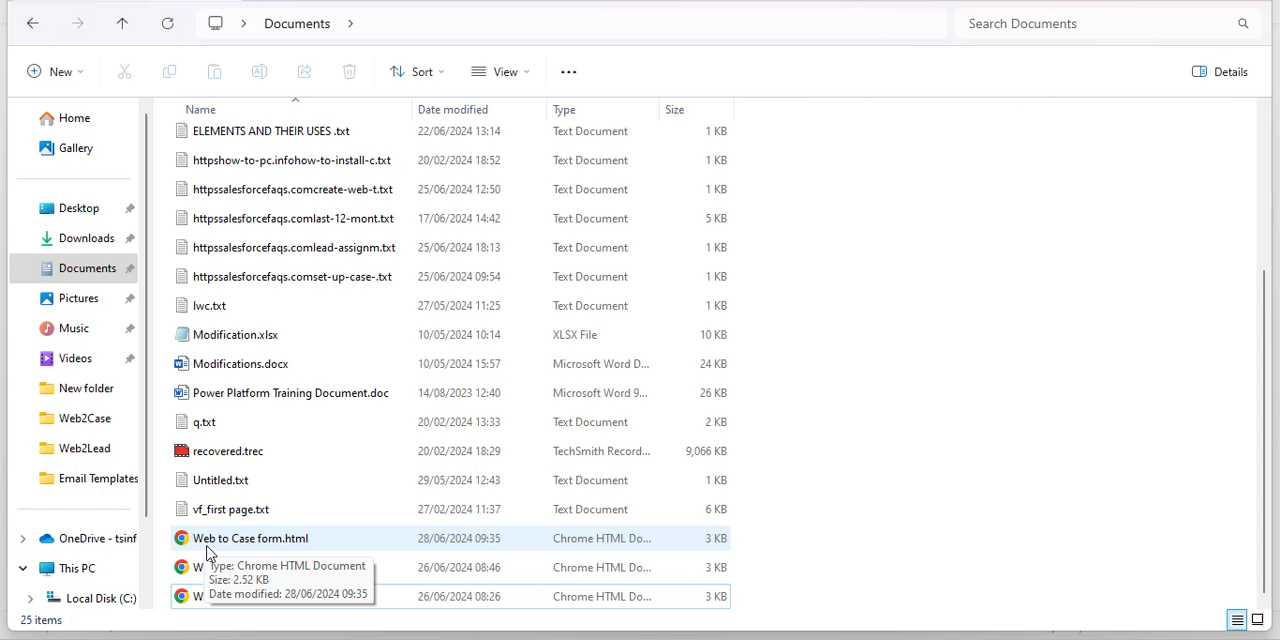 Documents
Search Documents
New
Sort
View
Details
Home
Gallery
Desktop
Downloads
Documents
Pictures
Music
Videos
New folder
Web2Case
Web2Lead
Email Templates
OneDrive - tsinf
This PC
Local Disk (C:)
Name Date modified Type Size
ELEMENTS AND THEIR USES .txt 22/06/2024 13:14 Text Document 1 KB
httpshow-to-pc.infohow-to-install-c.txt 20/02/2024 18:52 Text Document 1 KB
httpssalesforcefaqs.comcreate-web-t.txt 25/06/2024 12:50 Text Document 1 KB
httpssalesforcefaqs.comlast-12-mont.txt 17/06/2024 14:42 Text Document 5 KB
httpssalesforcefaqs.comlead-assignm.txt 25/06/2024 18:13 Text Document 1 KB
httpssalesforcefaqs.comset-up-case-.txt 25/06/2024 09:54 Text Document 1 KB
lwc.txt 27/05/2024 11:25 Text Document 1 KB
Modification.xlsx 10/05/2024 10:14 XLSX File 10 KB
Modifications.docx 10/05/2024 15:57 Microsoft Word D... 24 KB
Power Platform Training Document.doc 14/08/2023 12:40 Microsoft Word 9... 26 KB
q.txt 20/02/2024 13:33 Text Document 2 KB
recovered.trec 20/02/2024 18:29 TechSmith Record... 9,066 KB
Untitled.txt 29/05/2024 12:43 Text Document 1 KB
vf_first page.txt 27/02/2024 11:37 Text Document 6 KB
Web to Case form.html 28/06/2024 09:35 Chrome HTML Do... 3 KB
26/06/2024 08:46 Chrome HTML Do... 3 KB
26/06/2024 08:26 Chrome HTML Do... 3 KB
Type: Chrome HTML Document
Size: 2.52 KB
Date modified: 28/06/2024 09:35
25 items